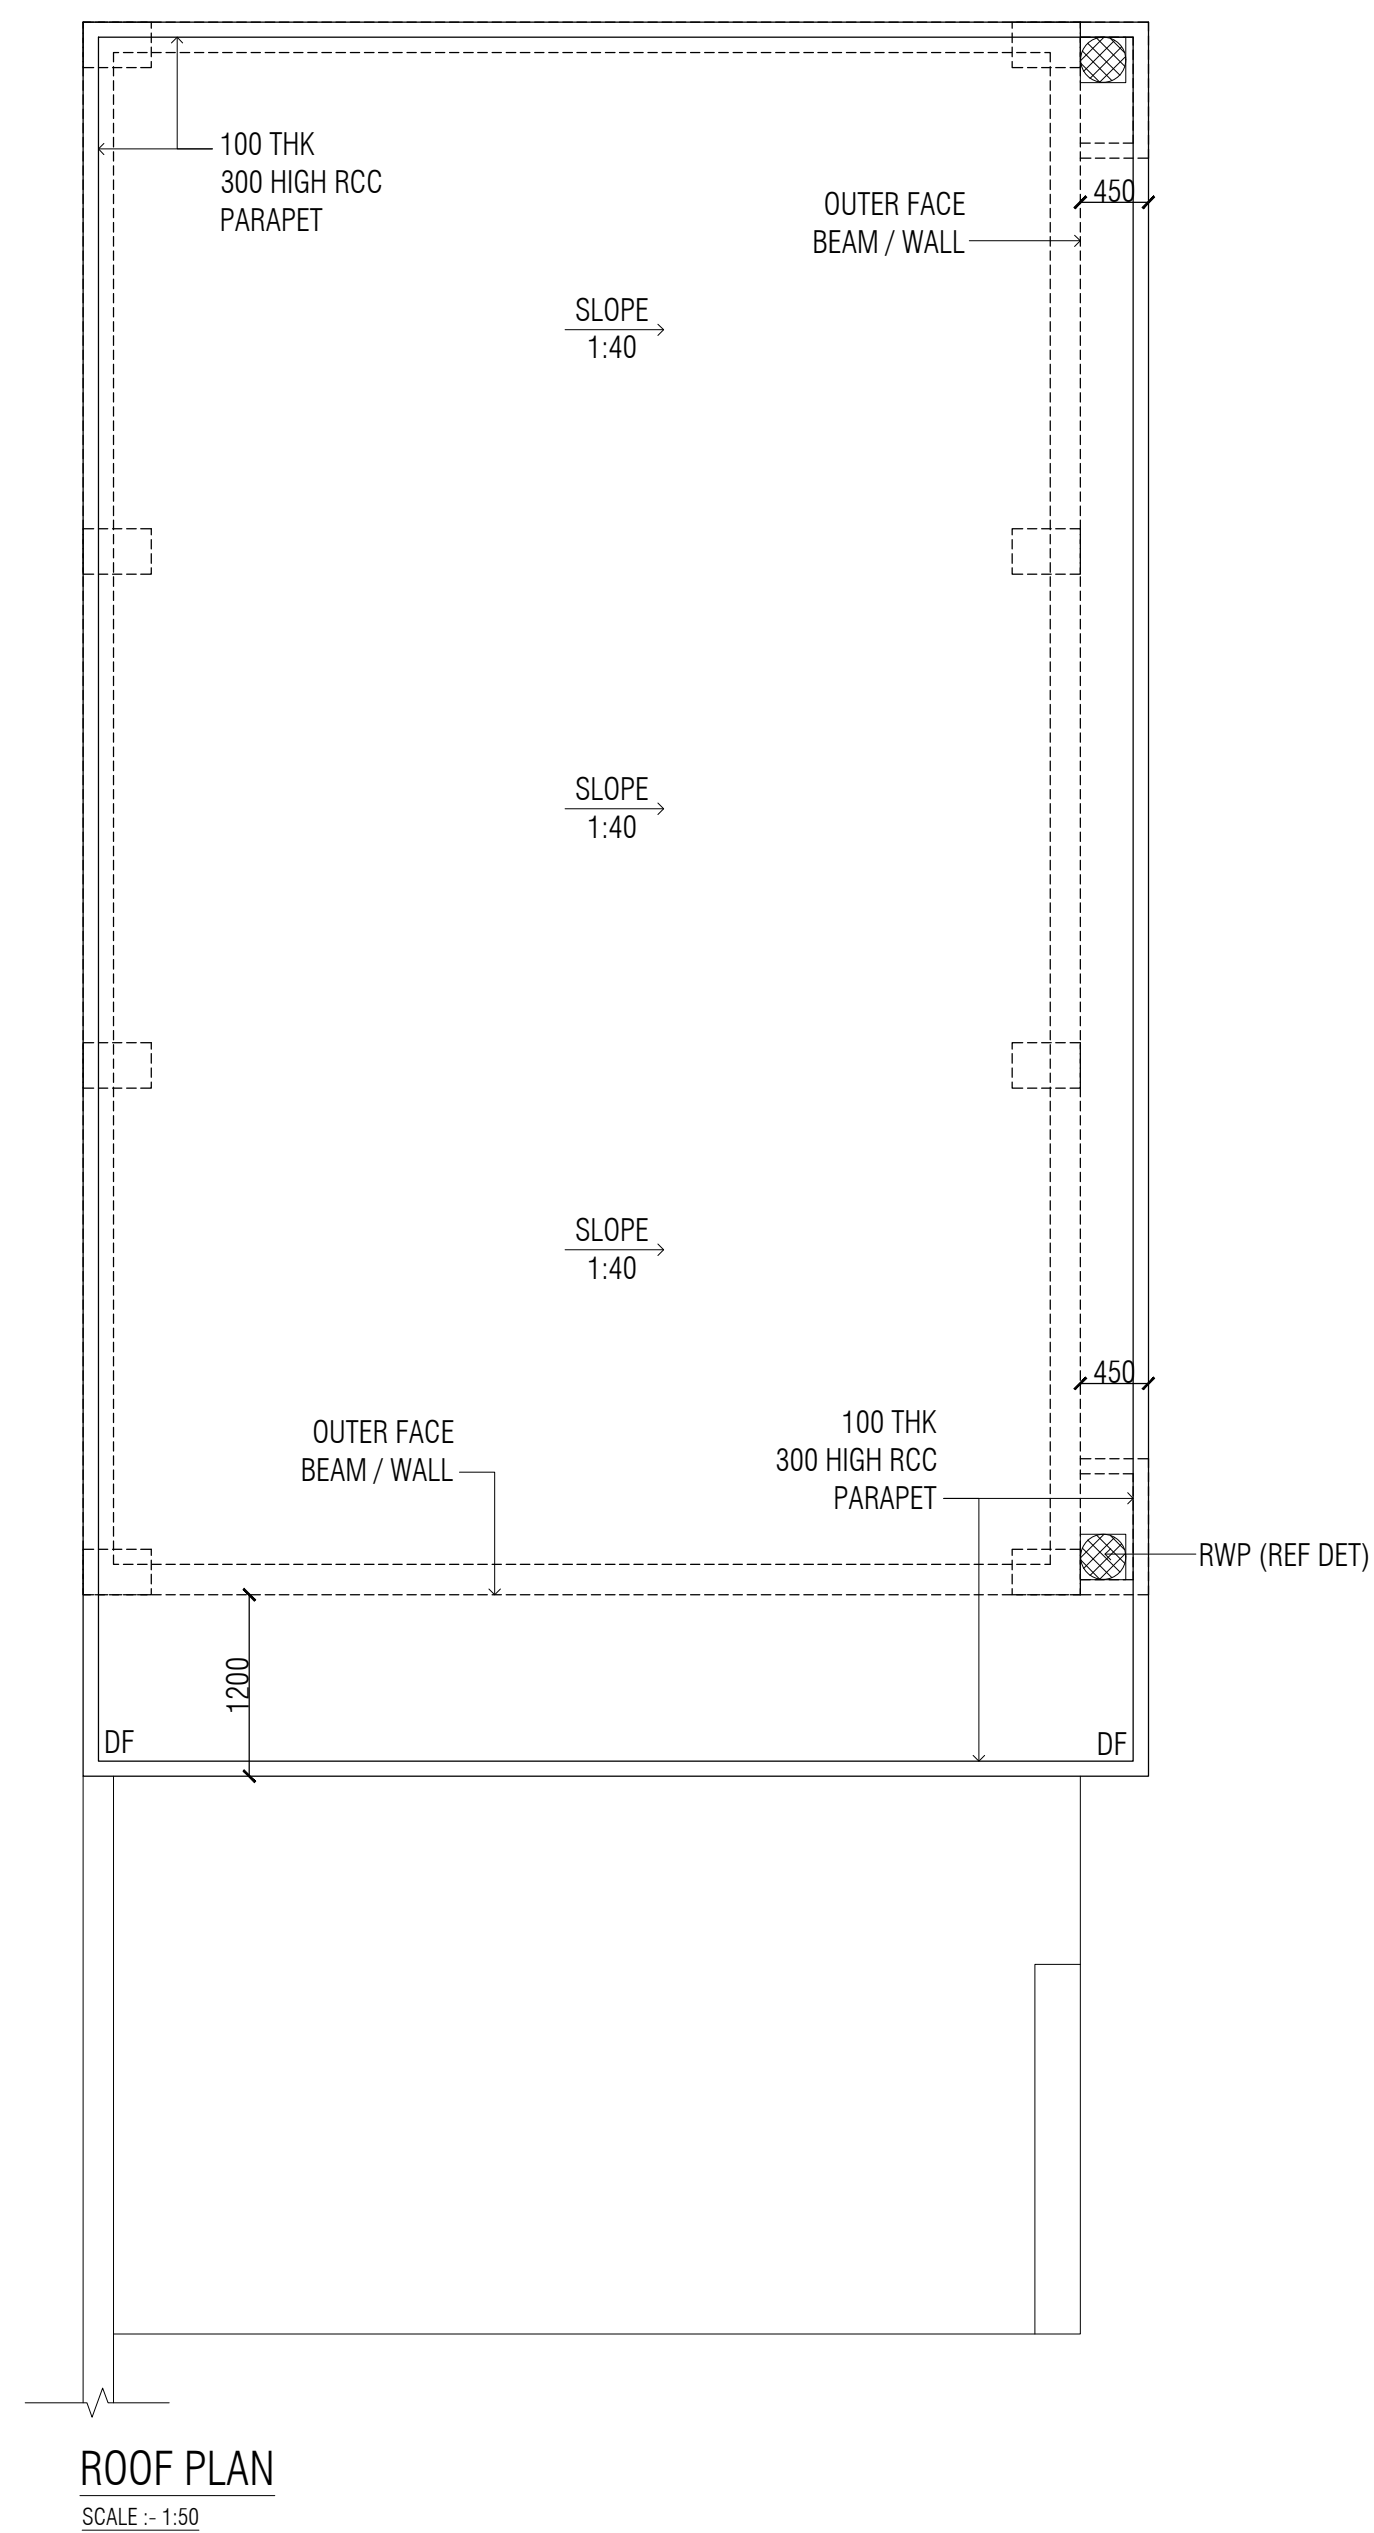 100 THK
300 HIGH RCC
PARAPET
450
OUTER FACE
BEAM / WALL
SLOPE
1:40
SLOPE
1:40
SLOPE
1:40
450
OUTER FACE
BEAM / WALL
100 THK
300 HIGH RCC
PARAPET
RWP (REF DET)
1200
DF
DF
ROOF PLAN
SCALE :- 1:50